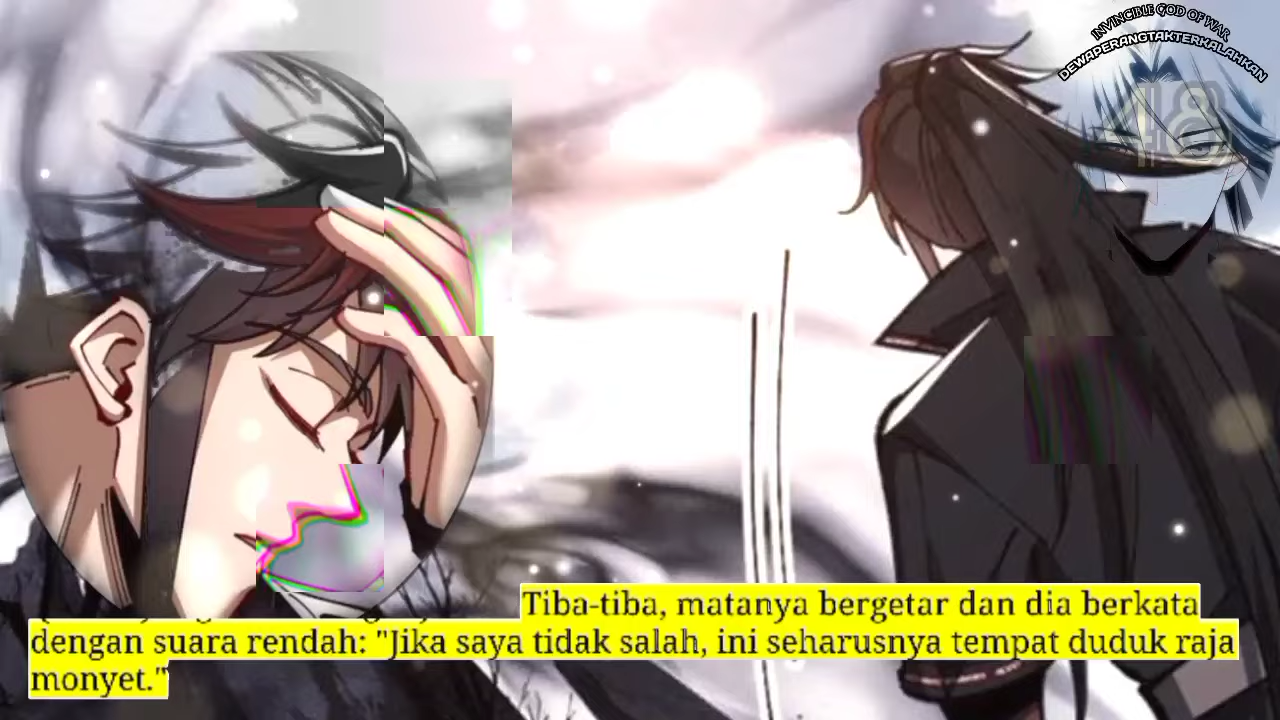 INVINCIBLE GOD OF WAR
DEWAPERANGTAKTERKALAHKAN
48
Tiba-tiba, matanya bergetar dan dia berkata
dengan suara rendah: "Jika saya tidak salah, ini seharusnya tempat duduk raja
monyet."